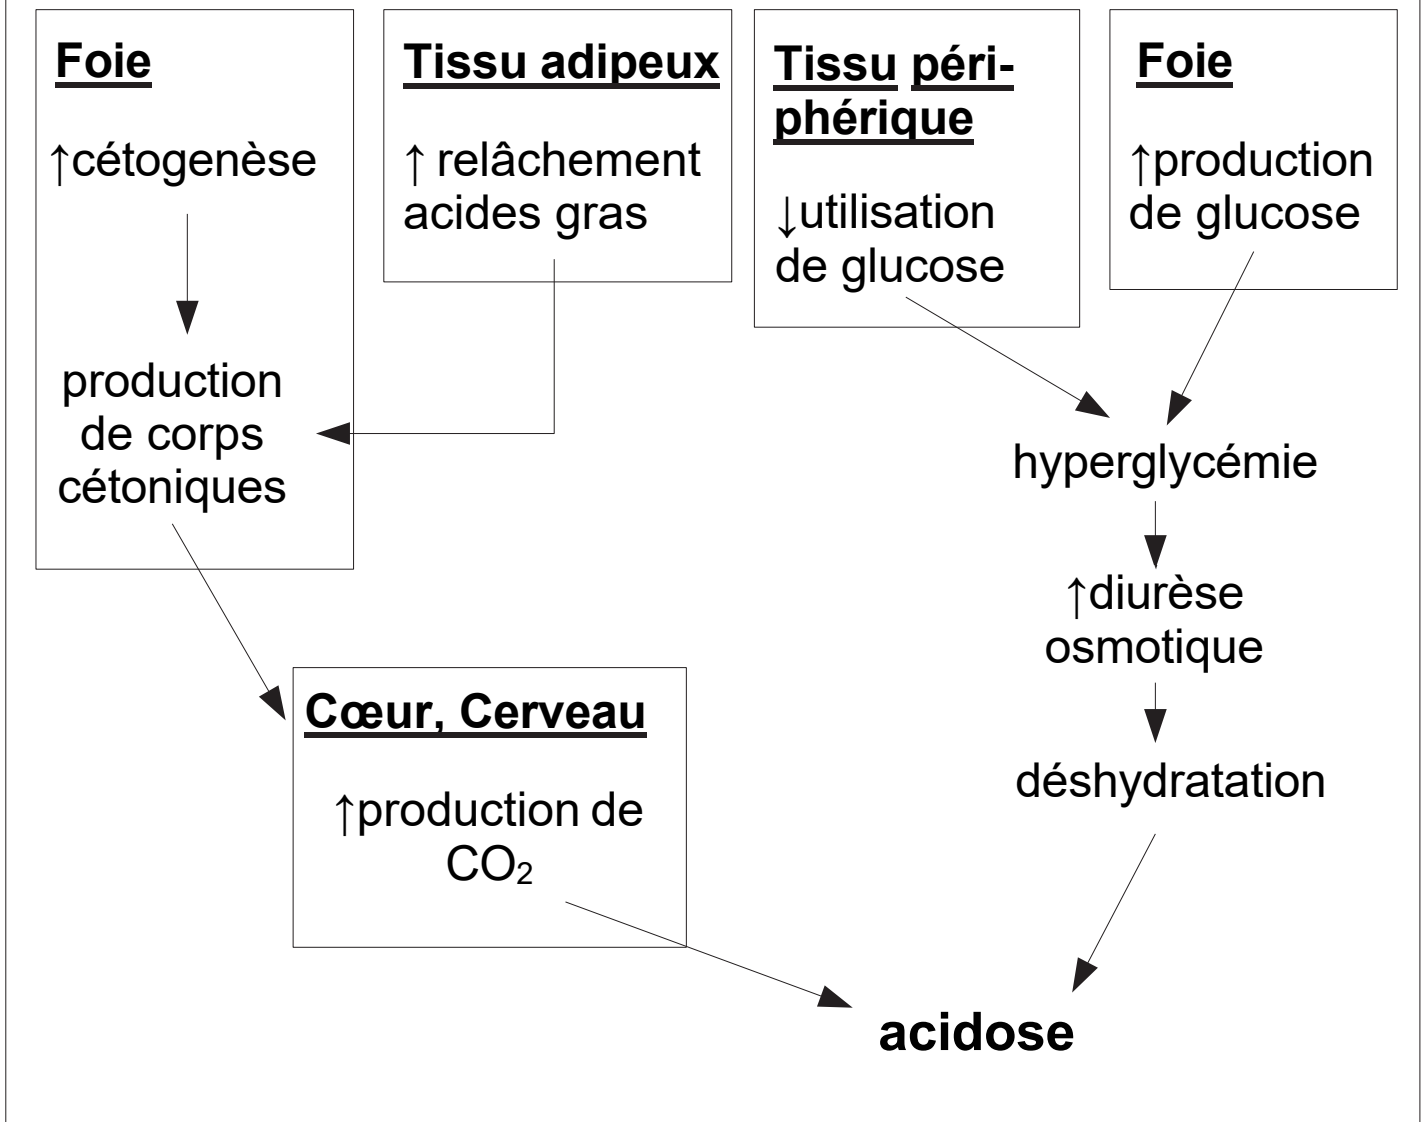 Foie
↑cétogenèse
production
de corps
cétoniques
Tissu adipeux
↑ relâchement
acides gras
Tissu péri-
phérique
↓utilisation
de glucose
Foie
↑production
de glucose
hyperglycémie
↑diurèse
osmotique
déshydratation
Cœur, Cerveau
↑production de
CO₂
acidose